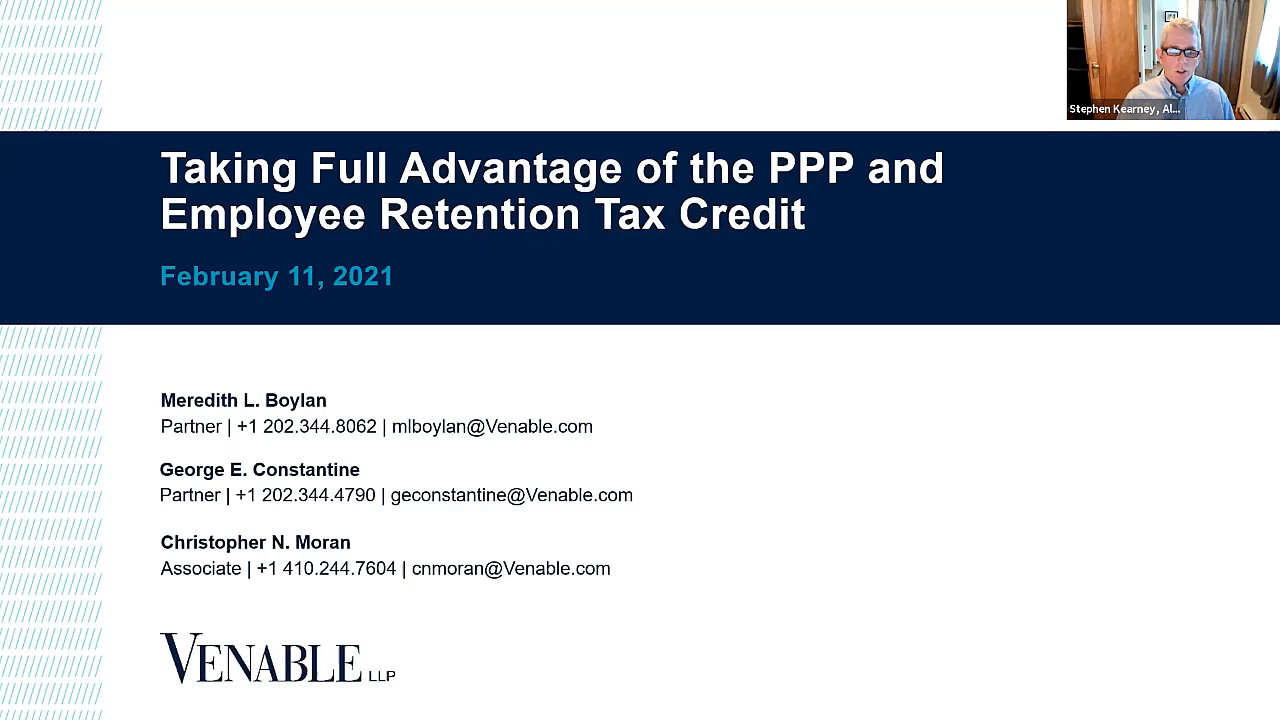 Stephen Kearney, Al...
Taking Full Advantage of the PPP and
Employee Retention Tax Credit
February 11, 2021
Meredith L. Boylan
Partner | +1 202.344.8062 | mlboylan@Venable.com
George E. Constantine
Partner | +1 202.344.4790 | geconstantine@Venable.com
Christopher N. Moran
Associate | +1 410.244.7604 | cnmoran@Venable.com
VENABLE LLP